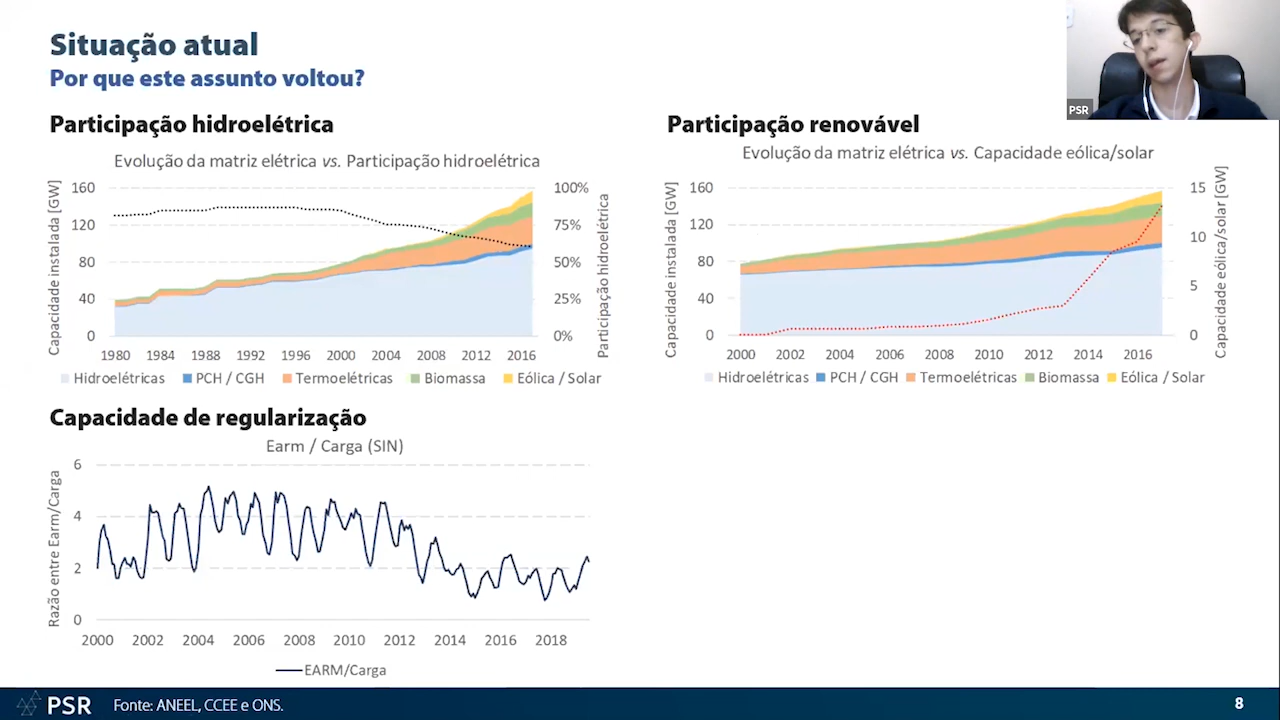 Situação atual
Por que este assunto voltou?
Participação hidroelétrica
Evolução da matriz elétrica vs. Participação hidroelétrica
Capacidade instalada [GW]
160
120
80
40
0
100%
75%
50%
25%
0%
Participação hidroelétrica
1980 1984 1988 1992 1996 2000 2004 2008 2012 2016
Hidroelétricas PCH / CGH Termoelétricas Biomassa Eólica / Solar
Participação renovável
Evolução da matriz elétrica vs. Capacidade eólica/solar
Capacidade instalada [GW]
160
120
80
40
0
15
10
5
0
Capacidade eólica/solar [GW]
2000 2002 2004 2006 2008 2010 2012 2014 2016
Hidroelétricas PCH / CGH Termoelétricas Biomassa Eólica / Solar
PSR
Capacidade de regularização
Earm / Carga (SIN)
Razão entre Earm/Carga
6
4
2
0
2000 2002 2004 2006 2008 2010 2012 2014 2016 2018
EARM/Carga
PSR
Fonte: ANEEL, CCEE e ONS.
8